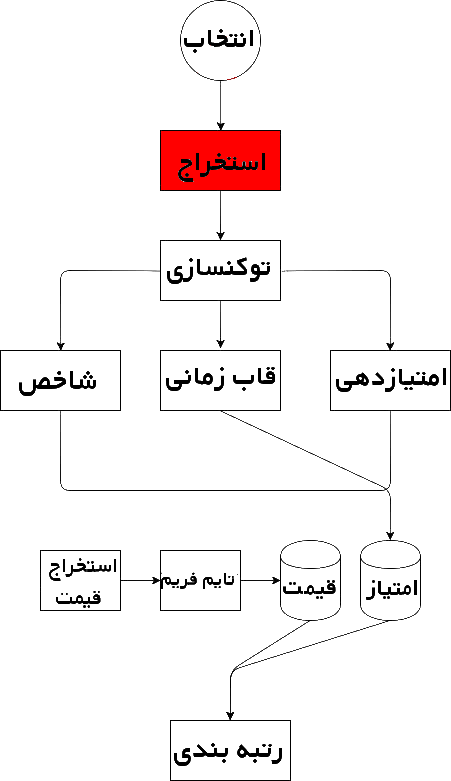 انتخاب
استخراج
توکنسازی
امتیازدهی
قاب زمانی
شاخص
استخراج
قیمت
تایم فریم
قیمت
امتیاز
رتبه بندی